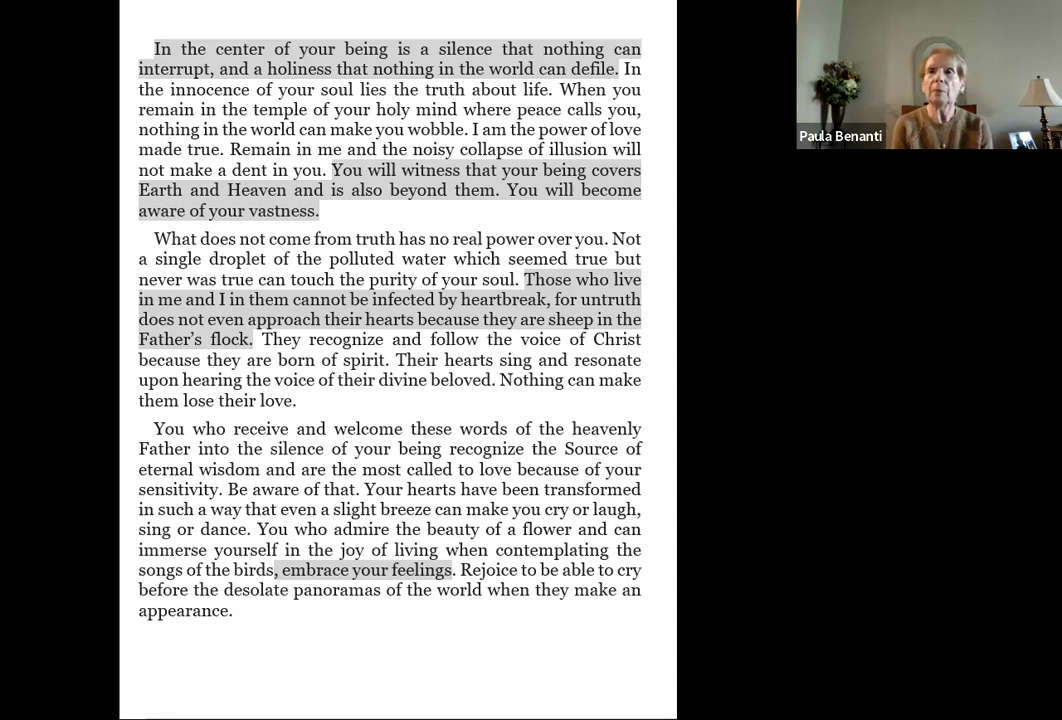 In the center of your being is a silence that nothing can
interrupt, and a holiness that nothing in the world can defile. In
the innocence of your soul lies the truth about life. When you
remain in the temple of your holy mind where peace calls you,
nothing in the world can make you wobble. I am the power of love
made true. Remain in me and the noisy collapse of illusion will
not make a dent in you. You will witness that your being covers
Earth and Heaven and is also beyond them. You will become
aware of your vastness.
What does not come from truth has no real power over you. Not
a single droplet of the polluted water which seemed true but
never was true can touch the purity of your soul. Those who live
in me and I in them cannot be infected by heartbreak, for untruth
does not even approach their hearts because they are sheep in the
Father’s flock. They recognize and follow the voice of Christ
because they are born of spirit. Their hearts sing and resonate
upon hearing the voice of their divine beloved. Nothing can make
them lose their love.
You who receive and welcome these words of the heavenly
Father into the silence of your being recognize the Source of
eternal wisdom and are the most called to love because of your
sensitivity. Be aware of that. Your hearts have been transformed
in such a way that even a slight breeze can make you cry or laugh,
sing or dance. You who admire the beauty of a flower and can
immerse yourself in the joy of living when contemplating the
songs of the birds, embrace your feelings. Rejoice to be able to cry
before the desolate panoramas of the world when they make an
appearance.
Paula Benanti